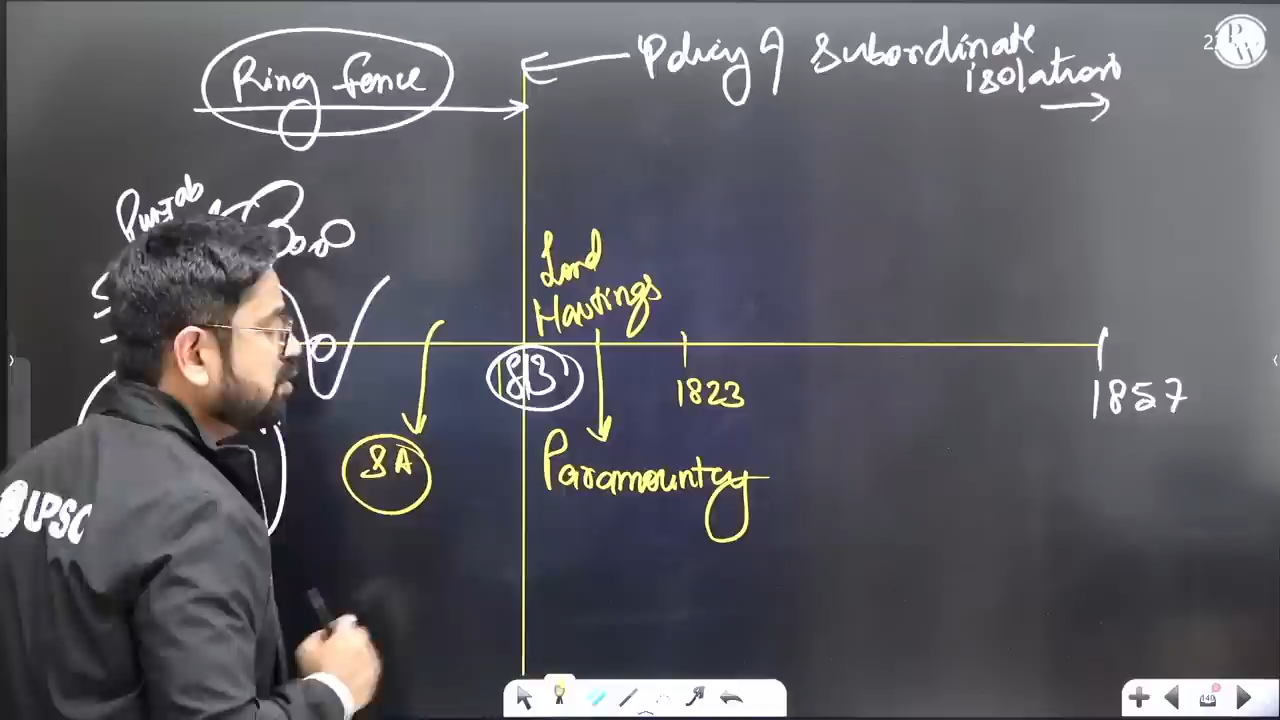 Ring fence
Policy of Subordinate
isolation
Punjab
Lord
Hastings
1813
1823
1857
SA
Paramountcy
UPSC